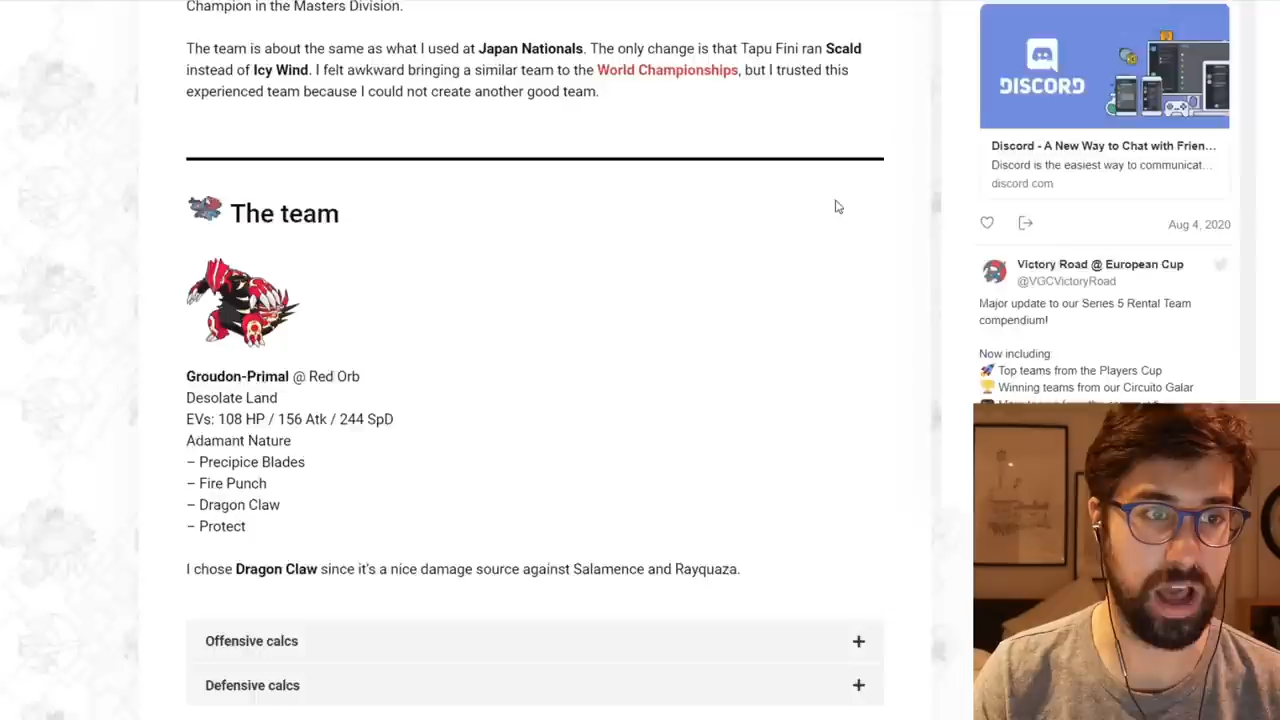 Champion in the Masters Division.
The team is about the same as what I used at Japan Nationals. The only change is that Tapu Fini ran Scald
instead of Icy Wind. I felt awkward bringing a similar team to the World Championships, but I trusted this
experienced team because I could not create another good team.
The team
Groudon-Primal @ Red Orb
Desolate Land
EVs: 108 HP / 156 Atk / 244 SpD
Adamant Nature
– Precipice Blades
– Fire Punch
– Dragon Claw
– Protect
I chose Dragon Claw since it's a nice damage source against Salamence and Rayquaza.
Offensive calcs
+
Defensive calcs
+
DISCORD
Discord - A New Way to Chat with Frien...
Discord is the easiest way to communicat...
discord.com
Aug 4, 2020
Victory Road @ European Cup
@VGCVictoryRoad
Major update to our Series 5 Rental Team
compendium!
Now including
🚀 Top teams from the Players Cup
🏆 Winning teams from our Circuito Galar